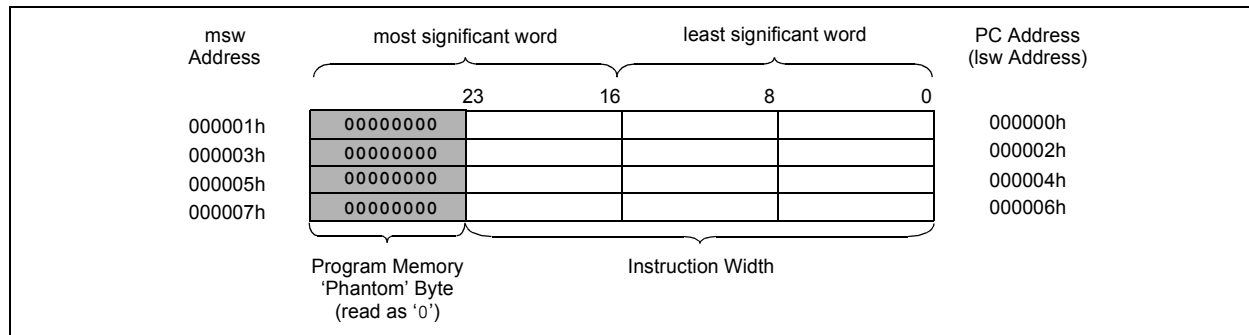 msw
Address
most significant word
least significant word
PC Address
(lsw Address)
23 16 8 0
000001h 00000000 000000h
000003h 00000000 000002h
000005h 00000000 000004h
000007h 00000000 000006h
Program Memory
‘Phantom’ Byte
(read as ‘0’)
Instruction Width